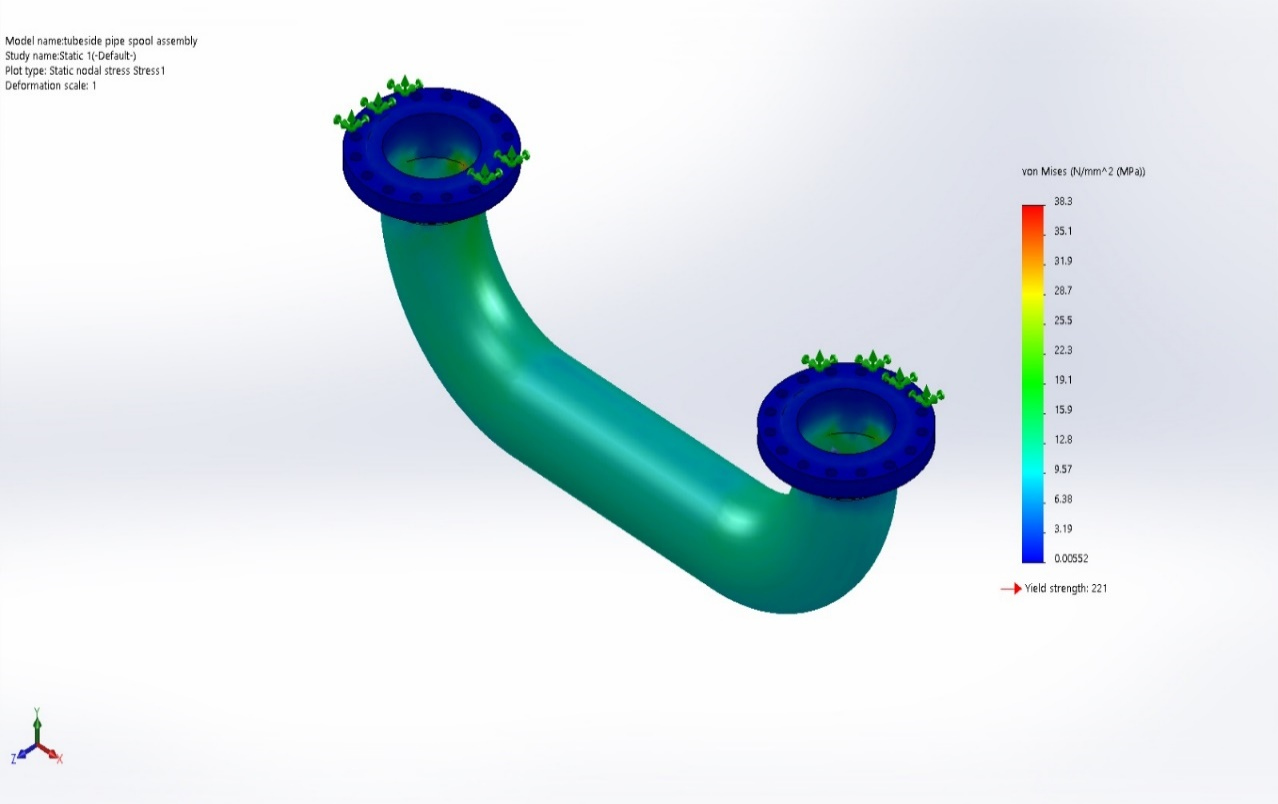 Model name:tubeside pipe spool assembly
Study name:Static 1(-Default-)
Plot type: Static nodal stress Stress1
Deformation scale: 1
von Mises (N/mm^2 (MPa))
38.3
35.1
31.9
28.7
25.5
22.3
19.1
15.9
12.8
9.57
6.38
3.19
0.00552
Yield strength: 221
Y
Z
X